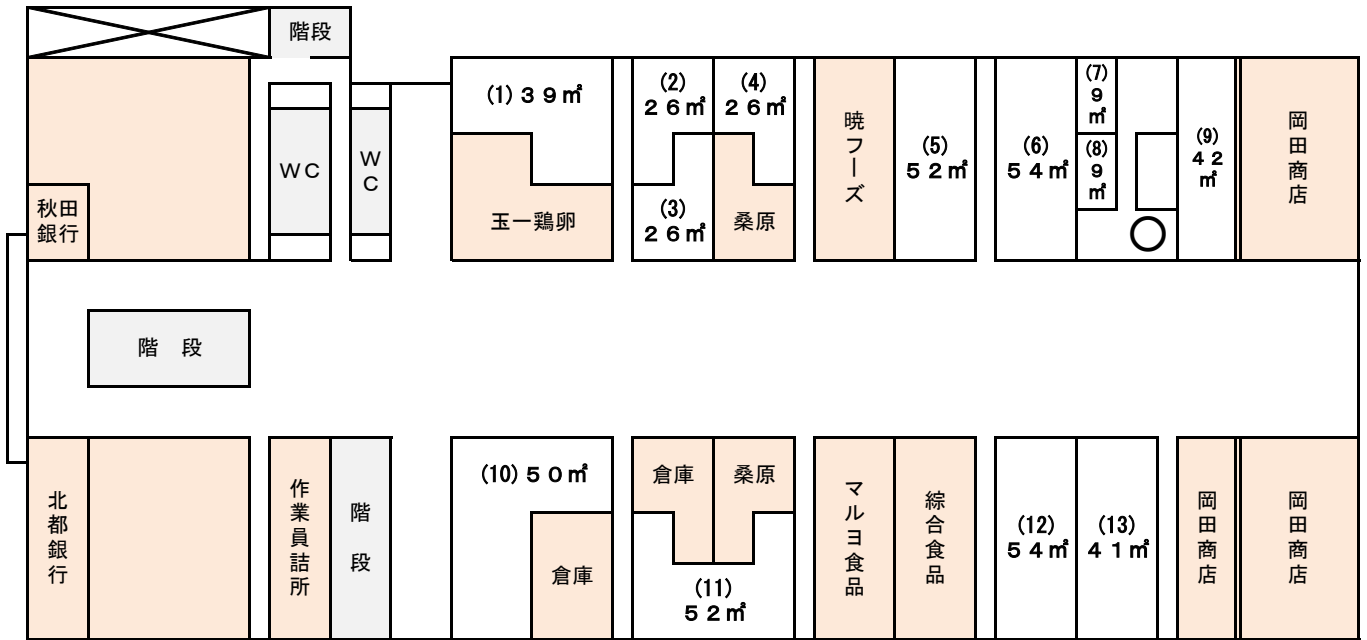 階段
(1)３９㎡
(2)
２６㎡
(4)
２６㎡
暁フーズ
(5)
５２㎡
(6)
５４㎡
(7)
９
㎡
(8)
９
㎡
(9)
４２
㎡
岡田商店
ＷＣ
ＷＣ
秋田
銀行
玉一鶏卵
(3)
２６㎡
桑原
階　段
北都銀行
作業員詰所
階段
(10)５０㎡
倉庫
倉庫
桑原
(11)
５２㎡
マルヨ食品
綜合食品
(12)
５４㎡
(13)
４１㎡
岡田商店
岡田商店